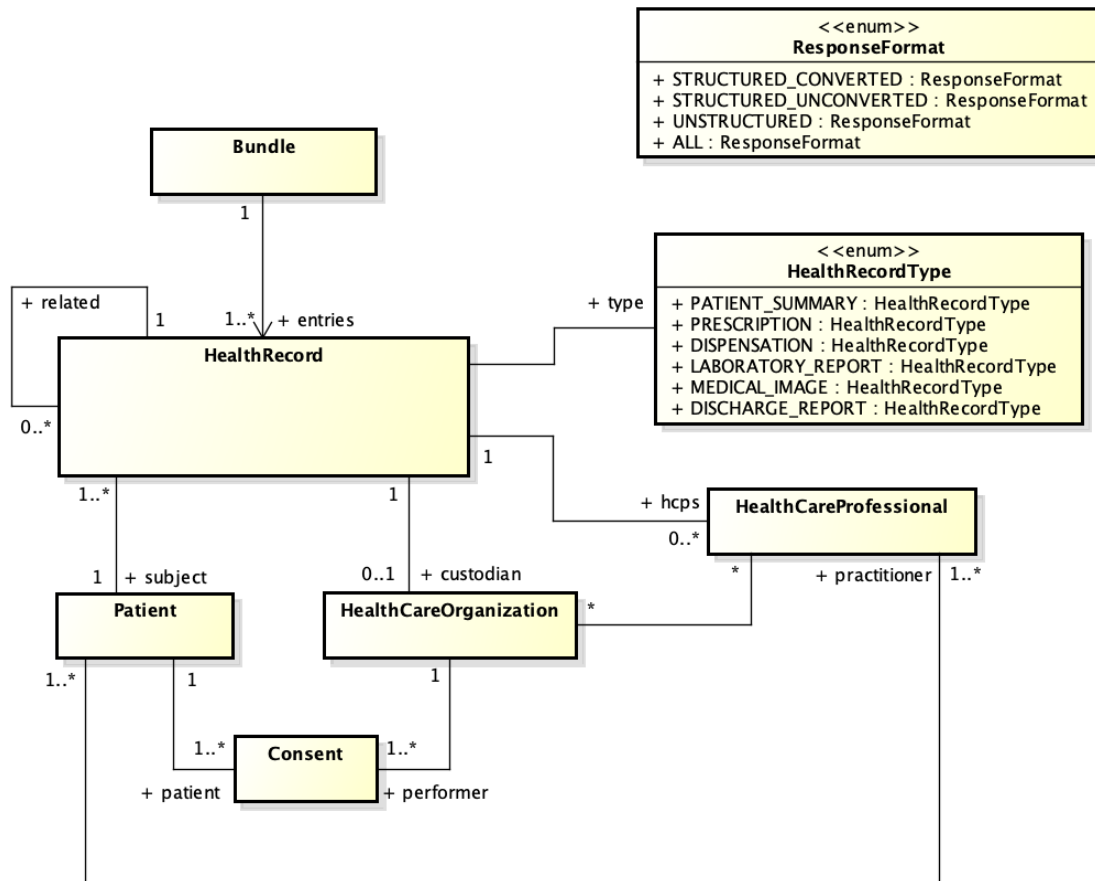 <<enum>>
ResponseFormat
+ STRUCTURED_CONVERTED : ResponseFormat
+ STRUCTURED_UNCONVERTED : ResponseFormat
+ UNSTRUCTURED : ResponseFormat
+ ALL : ResponseFormat
Bundle
1
1..*
+ entries
<<enum>>
HealthRecordType
+ PATIENT_SUMMARY : HealthRecordType
+ PRESCRIPTION : HealthRecordType
+ DISPENSATION : HealthRecordType
+ LABORATORY_REPORT : HealthRecordType
+ MEDICAL_IMAGE : HealthRecordType
+ DISCHARGE_REPORT : HealthRecordType
+ type
+ related
1
0..*
HealthRecord
1
+ hcps
0..*
HealthCareProfessional
1..*
1
1
+ subject
0..1
+ custodian
*
+ practitioner
1..*
Patient
HealthCareOrganization
*
1..*
1
1
1..*
Consent
1..*
+ patient
+ performer